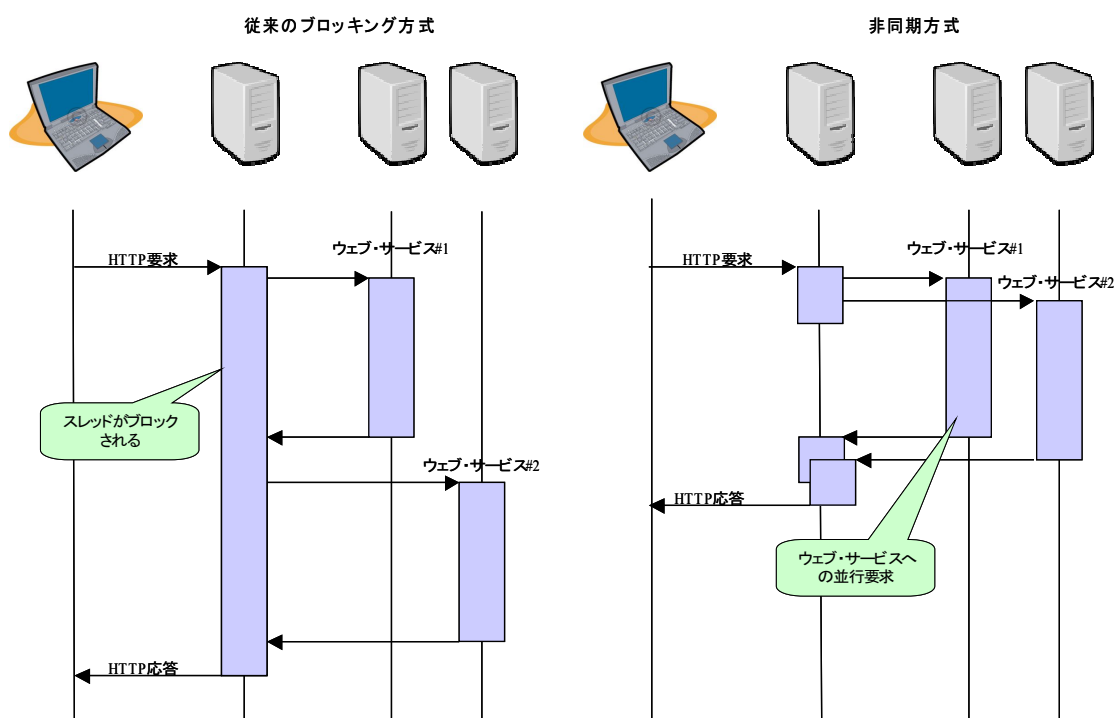 従来のブロッキング方式
HTTP要求
ウェブ・サービス#1
スレッドがブロック
される
ウェブ・サービス#2
HTTP応答
非同期方式
HTTP要求
ウェブ・サービス#1
ウェブ・サービス#2
HTTP応答
ウェブ・サービスへ
の並行要求